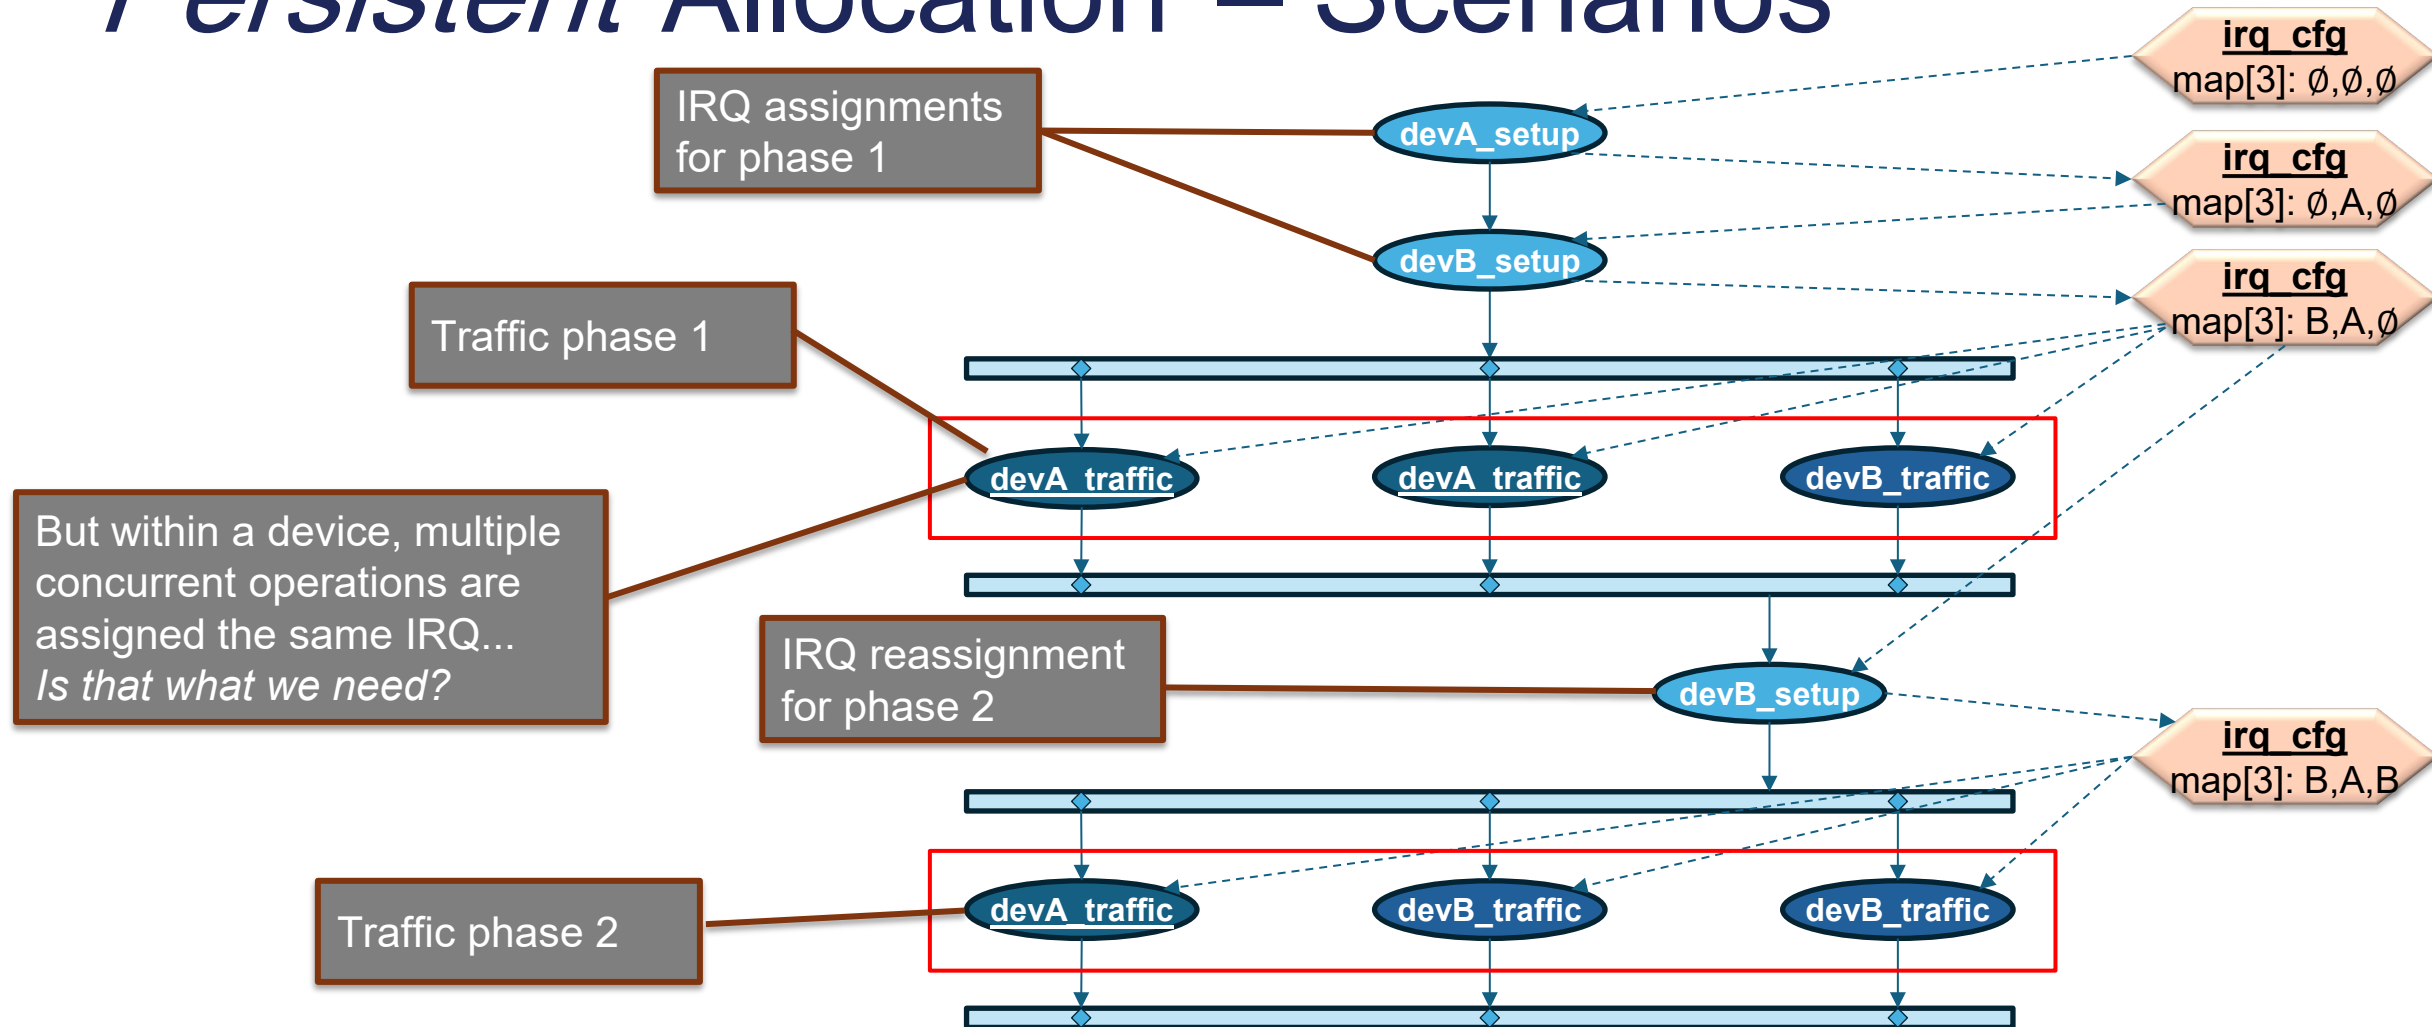 Persistent Allocation – Scenarios
irq_cfg
map[3]: ∅,∅,∅
IRQ assignments
for phase 1
devA_setup
irq_cfg
map[3]: ∅,A,∅
devB_setup
irq_cfg
map[3]: B,A,∅
Traffic phase 1
devA_traffic
devA_traffic
devB_traffic
But within a device, multiple
concurrent operations are
assigned the same IRQ...
Is that what we need?
IRQ reassignment
for phase 2
devB_setup
irq_cfg
map[3]: B,A,B
Traffic phase 2
devA_traffic
devB_traffic
devB_traffic